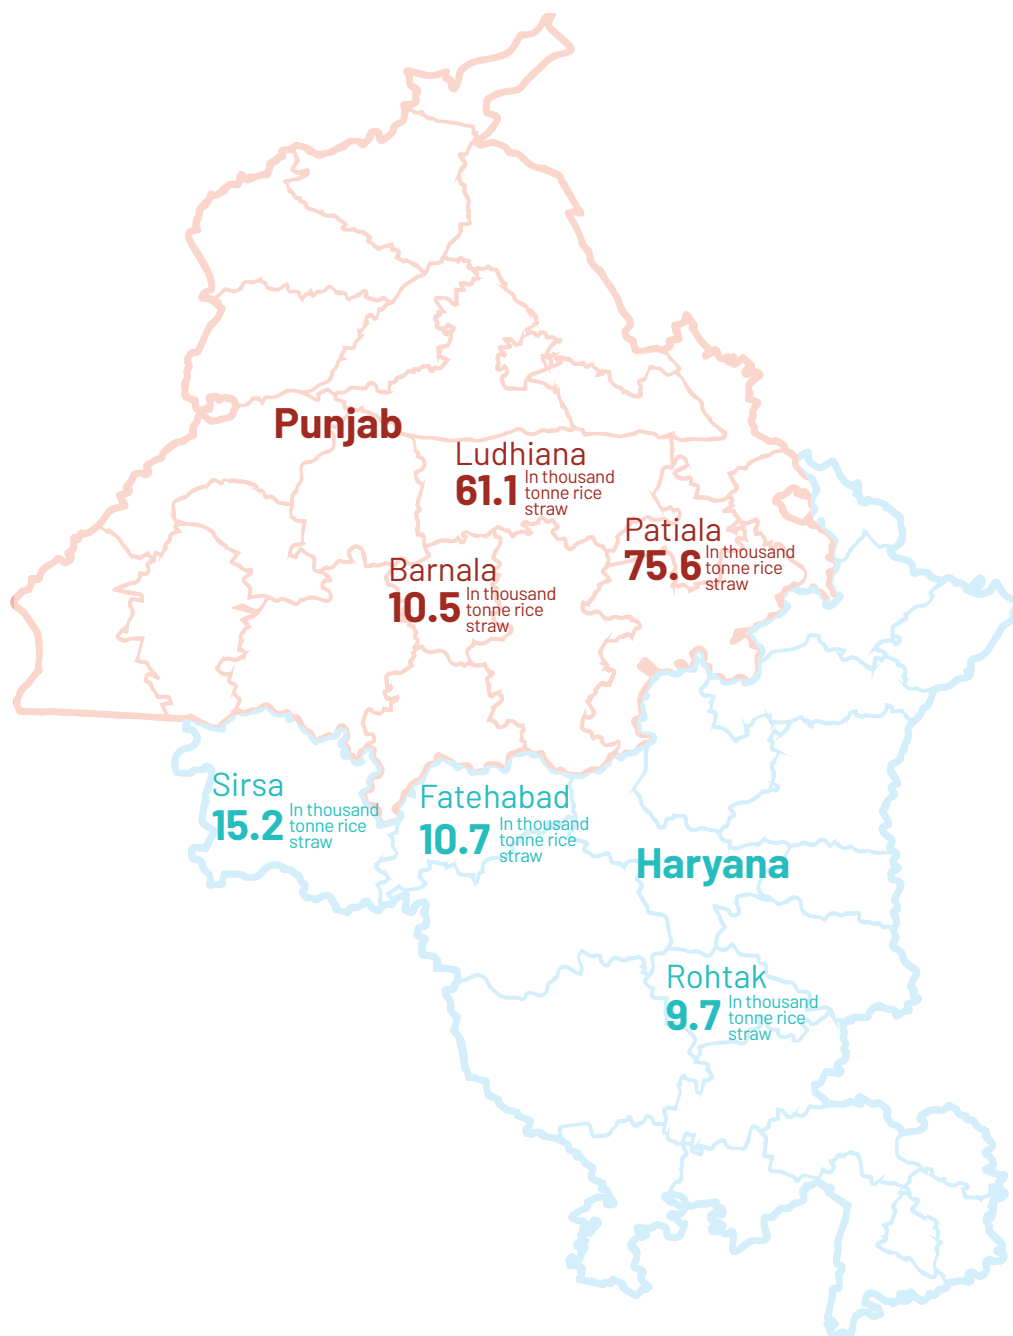 Punjab
Ludhiana
61.1 In thousand
tonne rice
straw
Patiala
75.6 In thousand
tonne rice
straw
Barnala
10.5 In thousand
tonne rice
straw
Sirsa
15.2 In thousand
tonne rice
straw
Fatehabad
10.7 In thousand
tonne rice
straw
Haryana
Rohtak
9.7 In thousand
tonne rice
straw